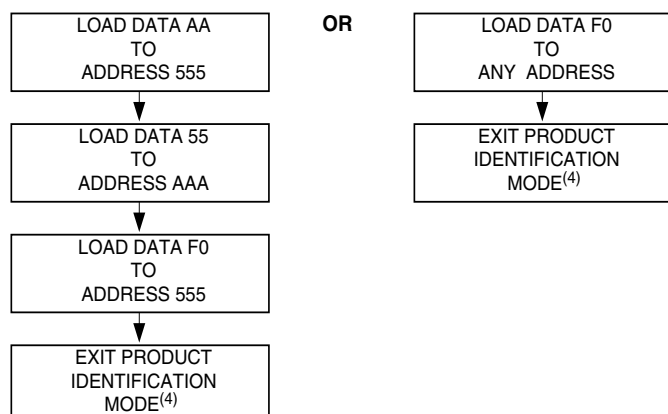 LOAD DATA AA
TO
ADDRESS 555
LOAD DATA 55
TO
ADDRESS AAA
LOAD DATA F0
TO
ADDRESS 555
EXIT PRODUCT
IDENTIFICATION
MODE(4)
OR
LOAD DATA F0
TO
ANY ADDRESS
EXIT PRODUCT
IDENTIFICATION
MODE(4)